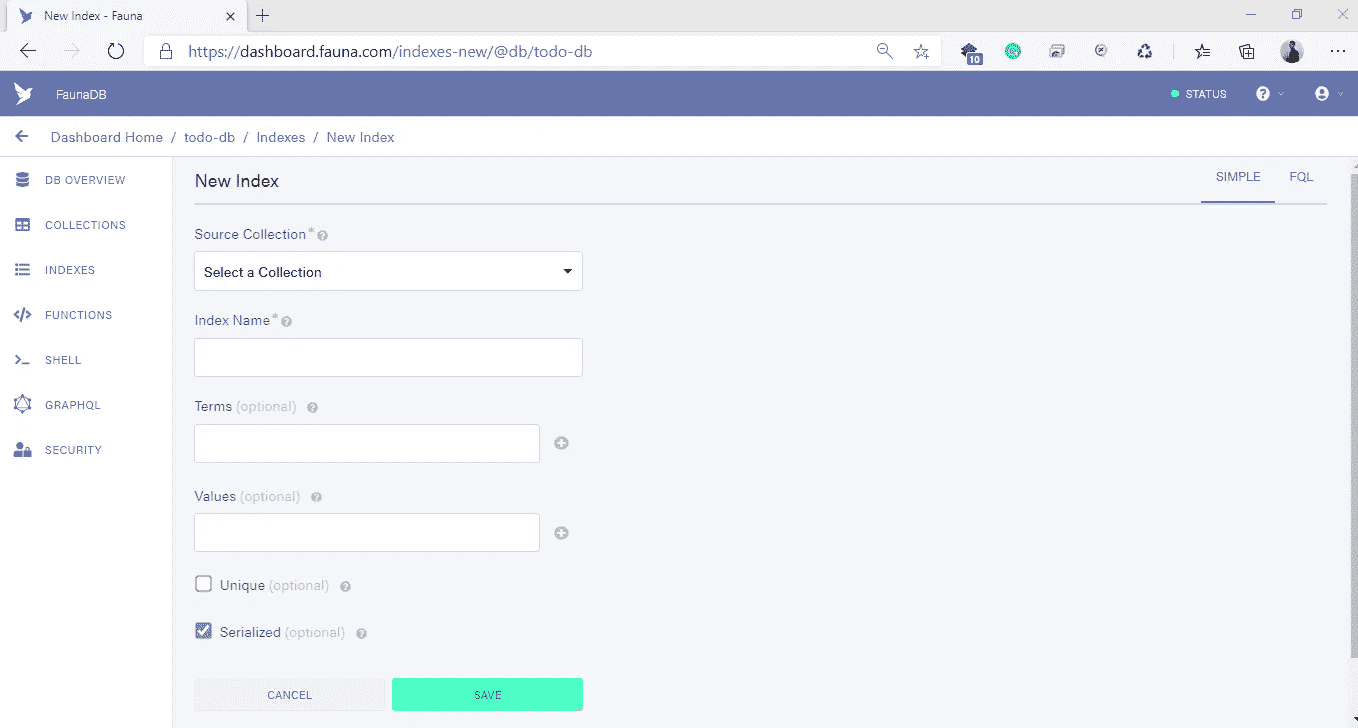 New Index - Fauna
https://dashboard.fauna.com/indexes-new/@db/todo-db
10
FaunaDB
STATUS
Dashboard Home / todo-db / Indexes / New Index
DB OVERVIEW
COLLECTIONS
INDEXES
FUNCTIONS
SHELL
GRAPHQL
SECURITY
New Index
SIMPLE FQL
Source Collection* ?
Select a Collection
Index Name* ?
Terms (optional) ?
Values (optional) ?
Unique (optional) ?
Serialized (optional) ?
CANCEL SAVE